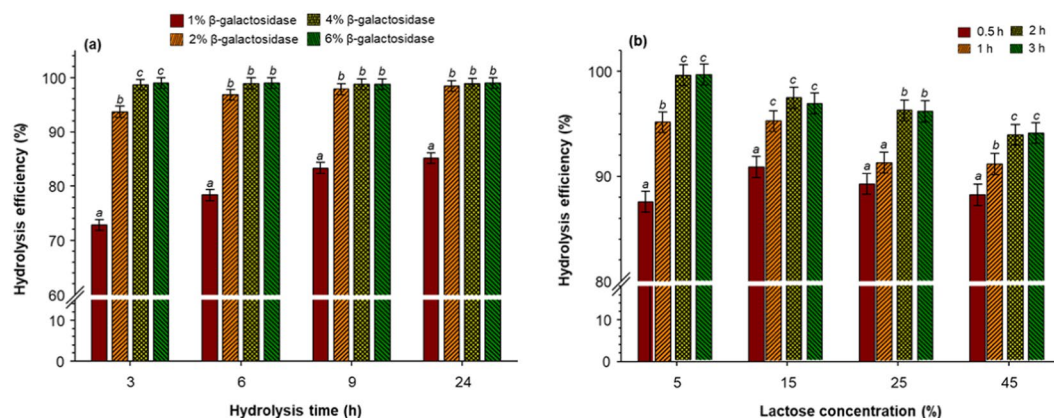 1% β-galactosidase 4% β-galactosidase
2% β-galactosidase 6% β-galactosidase
(a)
Hydrolysis efficiency (%)
100
90
80
70
60
10
0
a b c c
a b b b
a b b b
a b b b
3 6 9 24
Hydrolysis time (h)
0.5 h 2 h
1 h 3 h
(b)
Hydrolysis efficiency (%)
100
90
80
10
0
a b c c
a c c c
a a b b
a b c c
5 15 25 45
Lactose concentration (%)